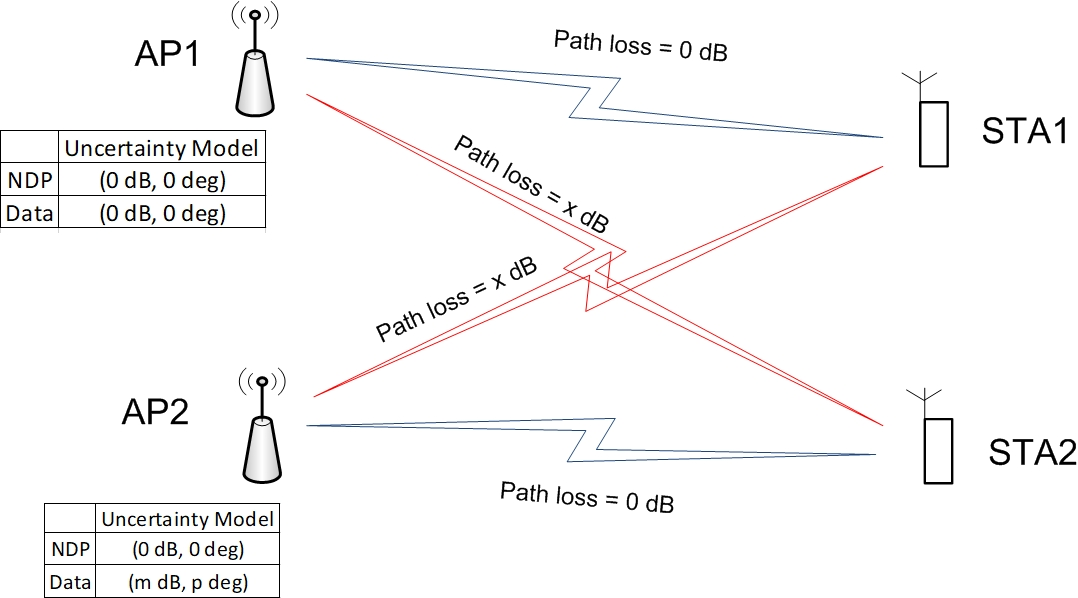 AP1
Path loss = 0 dB
STA1
Uncertainty Model
NDP (0 dB, 0 deg)
Data (0 dB, 0 deg)
Path loss = x dB
Path loss = x dB
AP2
STA2
Path loss = 0 dB
Uncertainty Model
NDP (0 dB, 0 deg)
Data (m dB, p deg)